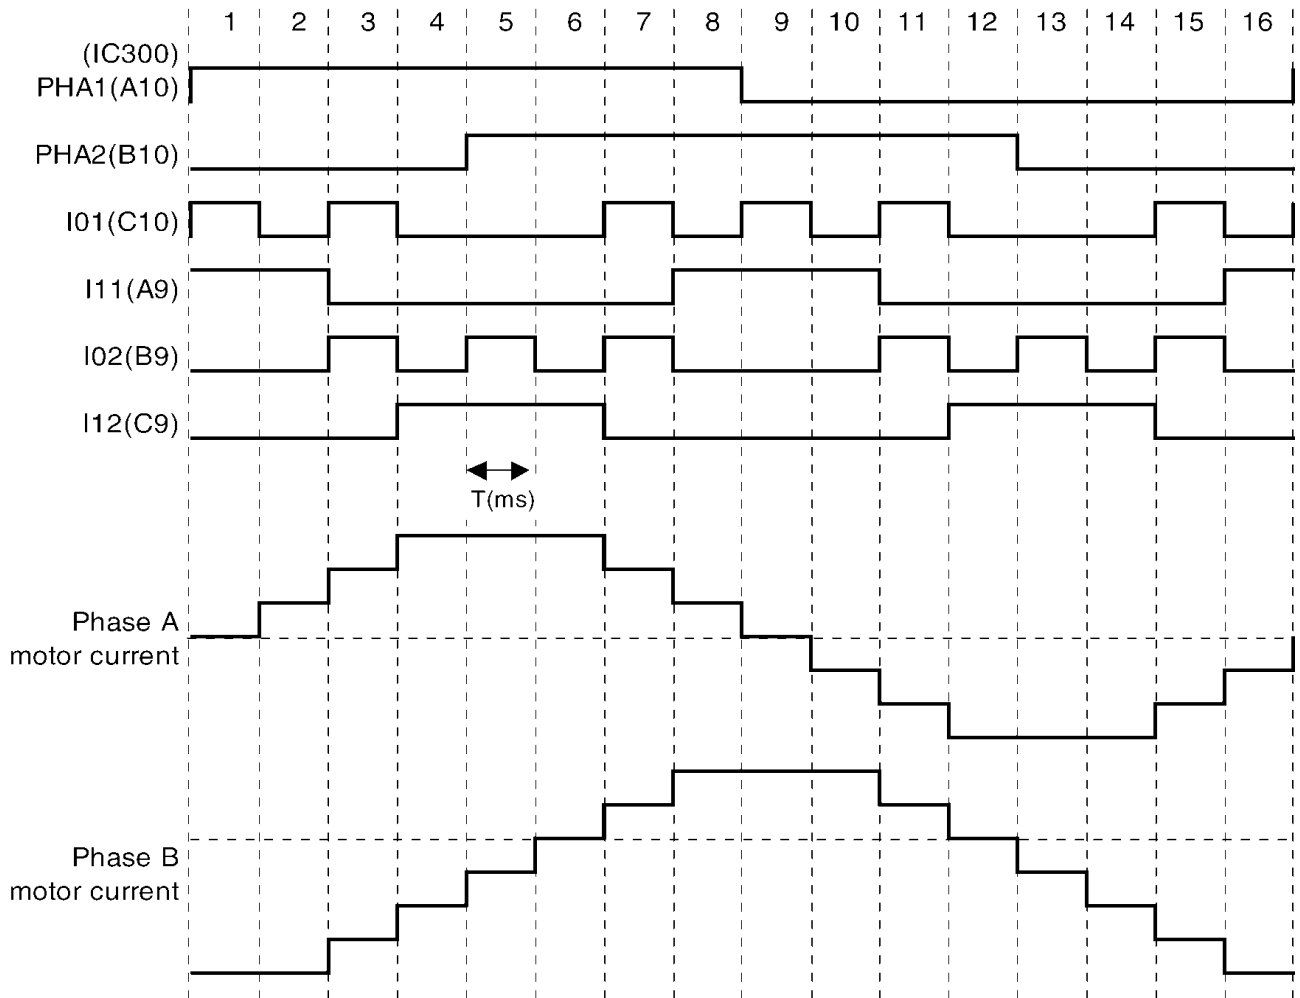 1 2 3 4 5 6 7 8 9 10 11 12 13 14 15 16
(IC300)
PHA1(A10)
PHA2(B10)
I01(C10)
I11(A9)
I02(B9)
I12(C9)
T(ms)
Phase A
motor current
Phase B
motor current